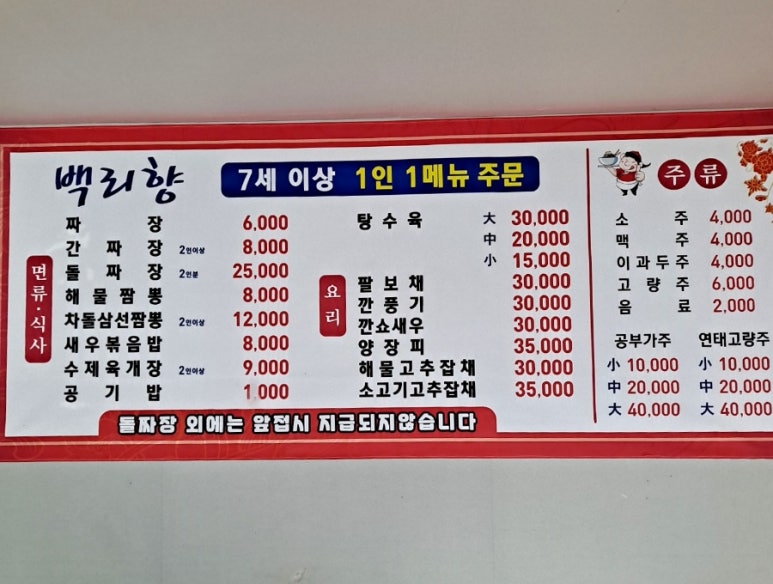 백리향
7세 이상 1인 1메뉴 주문
면류·식사
짜장 6,000
간짜장 2인이상 8,000
돌짜장 2인분 25,000
해물짬뽕 8,000
차돌삼선짬뽕 2인이상 12,000
새우볶음밥 8,000
수제육개장 2인이상 9,000
공기밥 1,000
요리
탕수육 大 30,000
中 20,000
小 15,000
팔보채 30,000
깐풍기 30,000
깐쇼새우 30,000
양장피 35,000
해물고추잡채 30,000
소고기고추잡채 35,000
돌짜장 외에는 앞접시 지급되지않습니다
주류
소주 4,000
맥주 4,000
이과두주 4,000
고량주 6,000
음료 2,000
공부가주
小 10,000
中 20,000
大 40,000
연태고량주
小 10,000
中 20,000
大 40,000